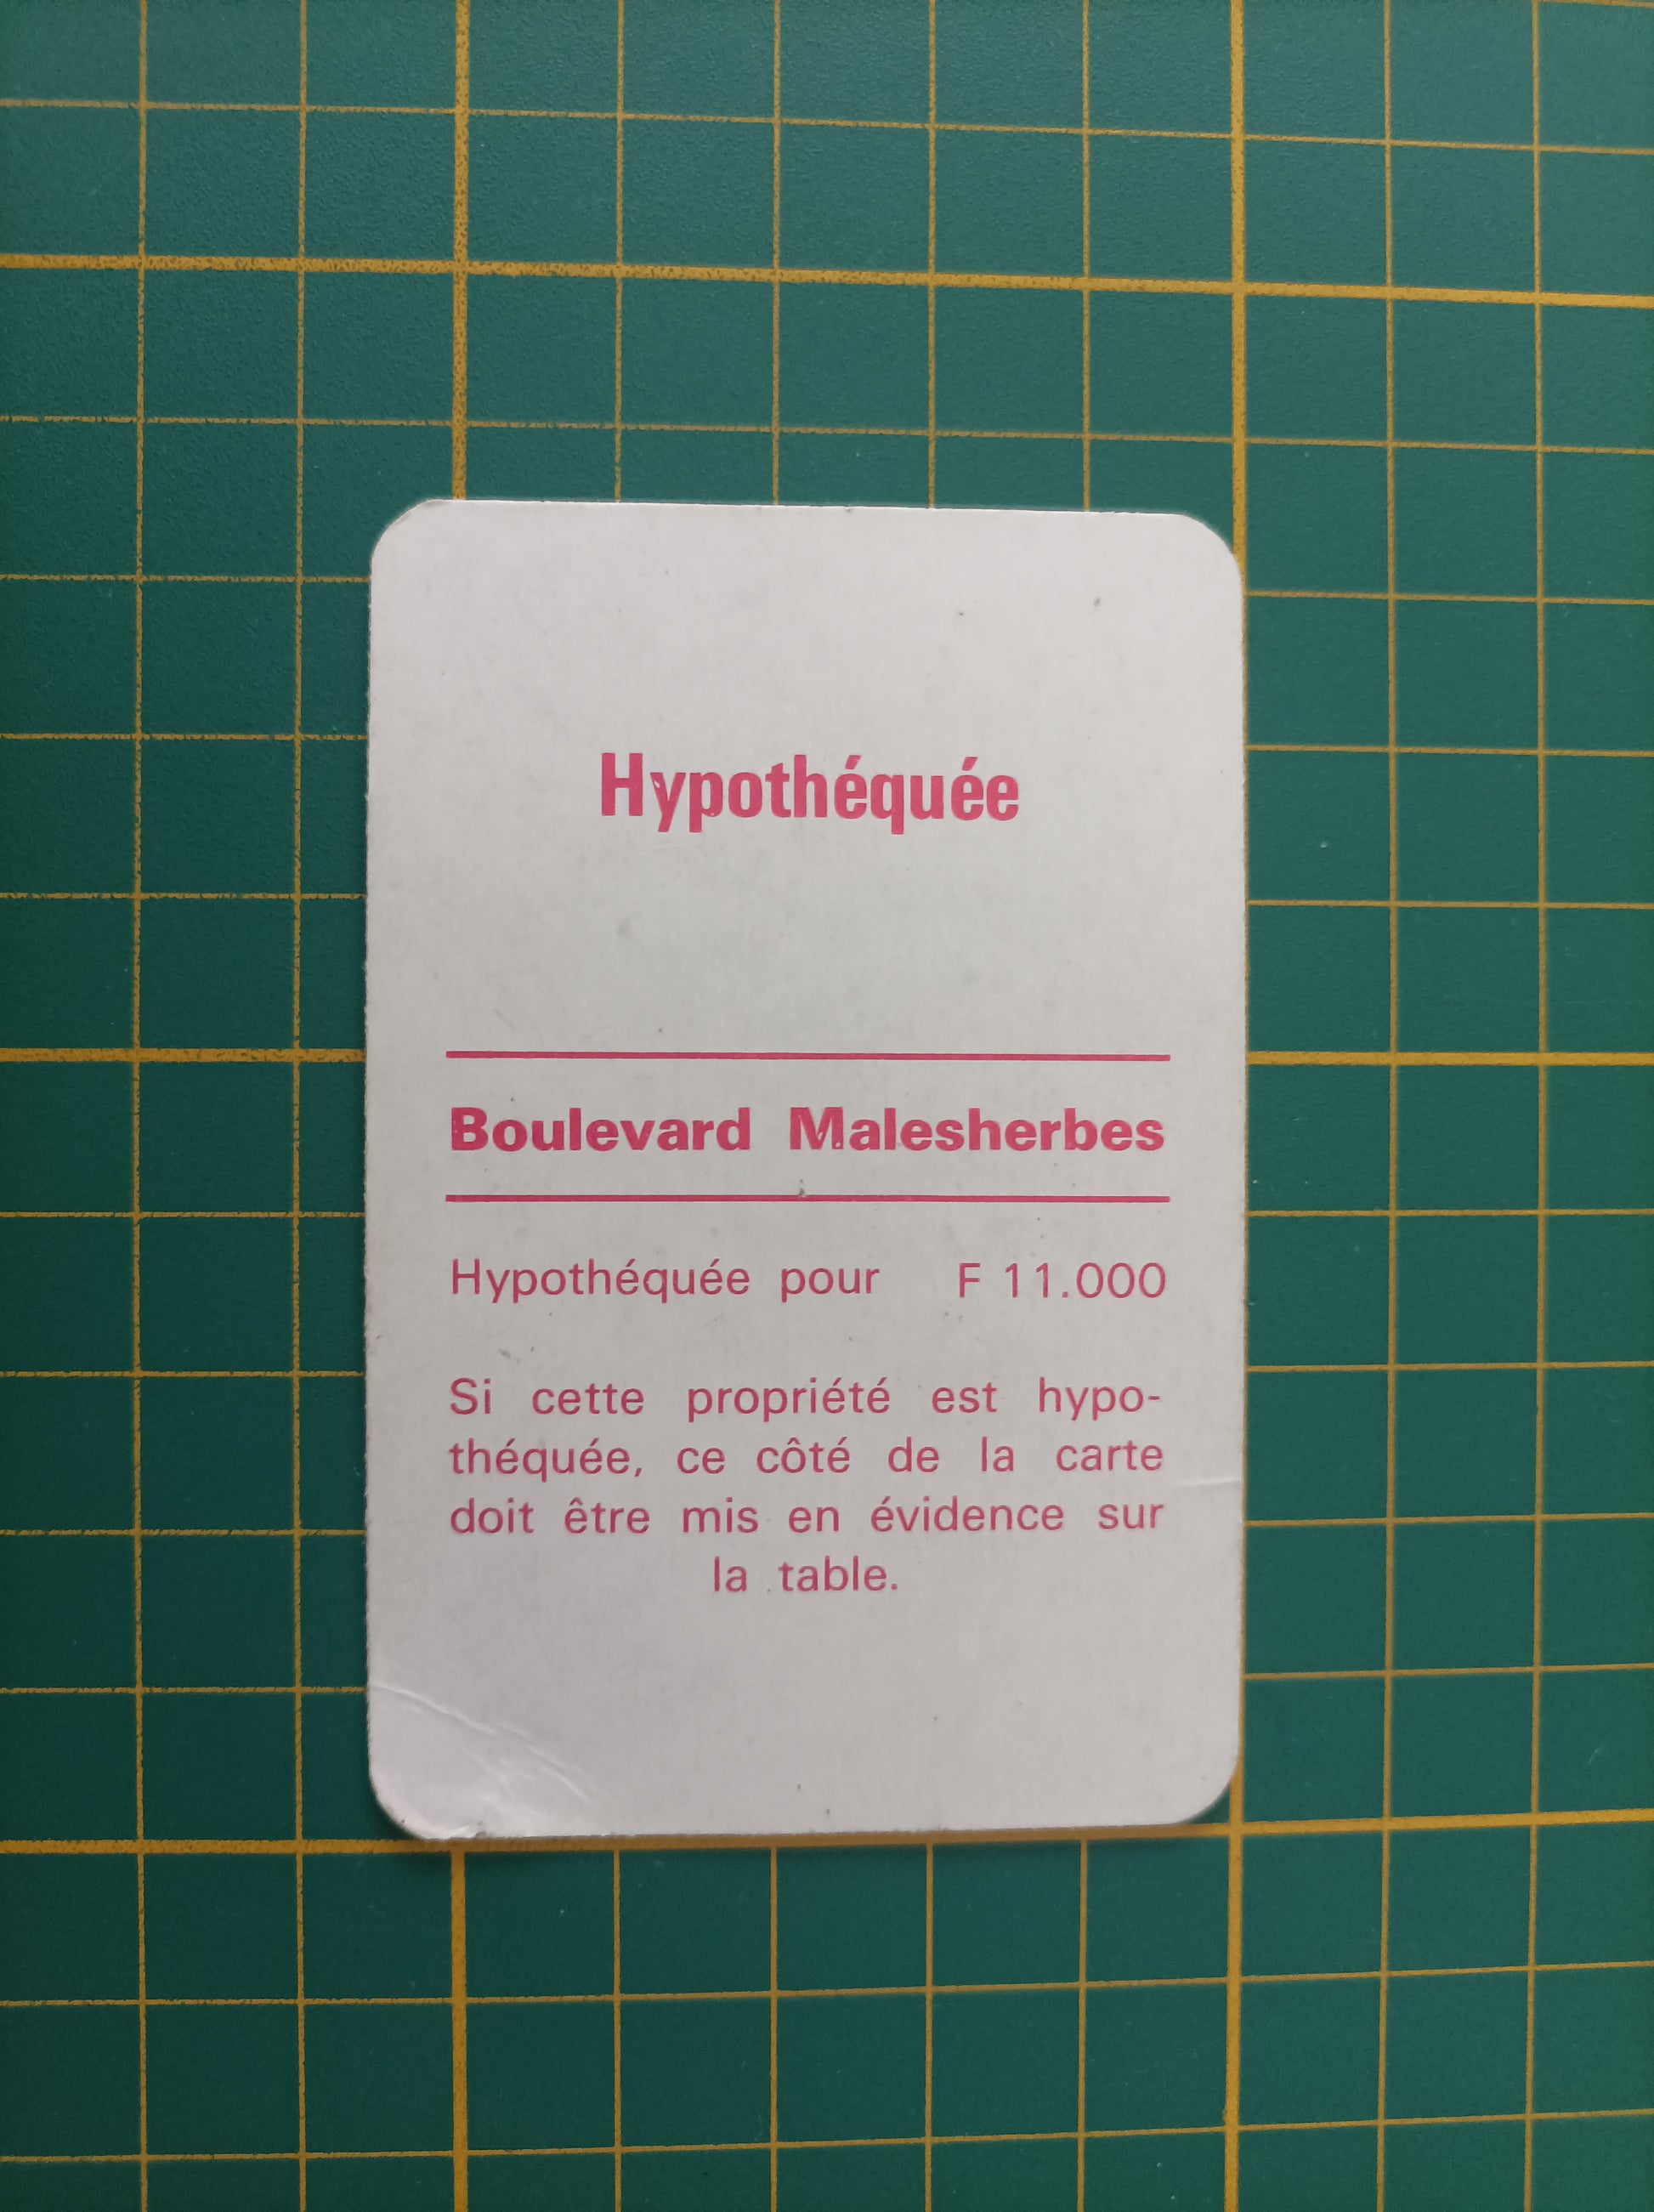 Hypothéquée
Boulevard Malesherbes
Hypothéquée pour F 11.000
Si cette propriété est hypo-
théquée, ce côté de la carte
doit être mis en évidence sur
la table.